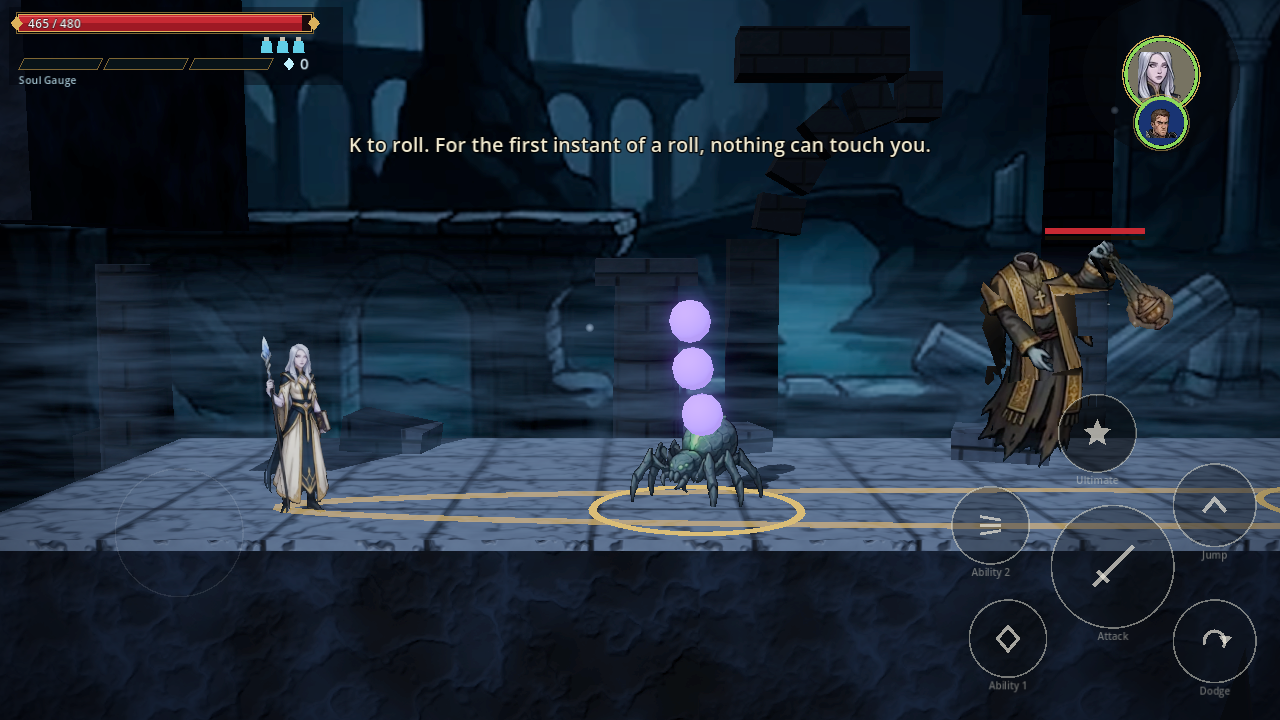 465 / 480
0
Soul Gauge
K to roll. For the first instant of a roll, nothing can touch you.
Ultimate
Jump
Ability 2
Attack
Ability 1
Dodge